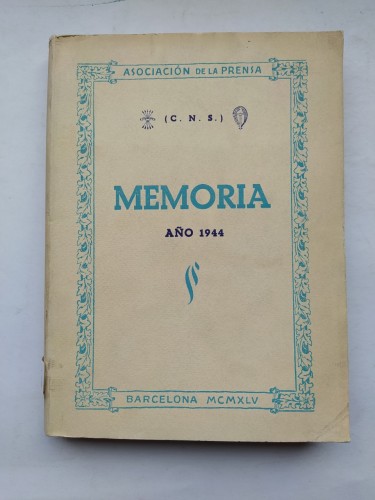 ASOCIACIÓN DE LA PRENSA
(C. N. S.)
MEMORIA
AÑO 1944
BARCELONA MCMXLV